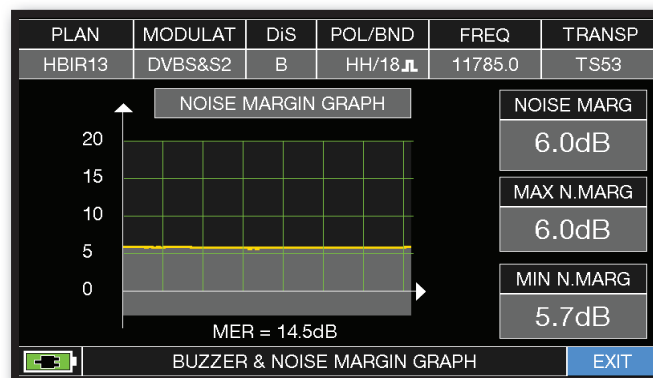 PLAN MODULAT DiS POL/BND FREQ TRANSP
HBIR13 DVBS&S2 B HH/18 11785.0 TS53
NOISE MARGIN GRAPH
NOISE MARG
6.0dB
MAX N.MARG
6.0dB
MIN N.MARG
5.7dB
20
15
10
5
0
MER = 14.5dB
BUZZER & NOISE MARGIN GRAPH EXIT